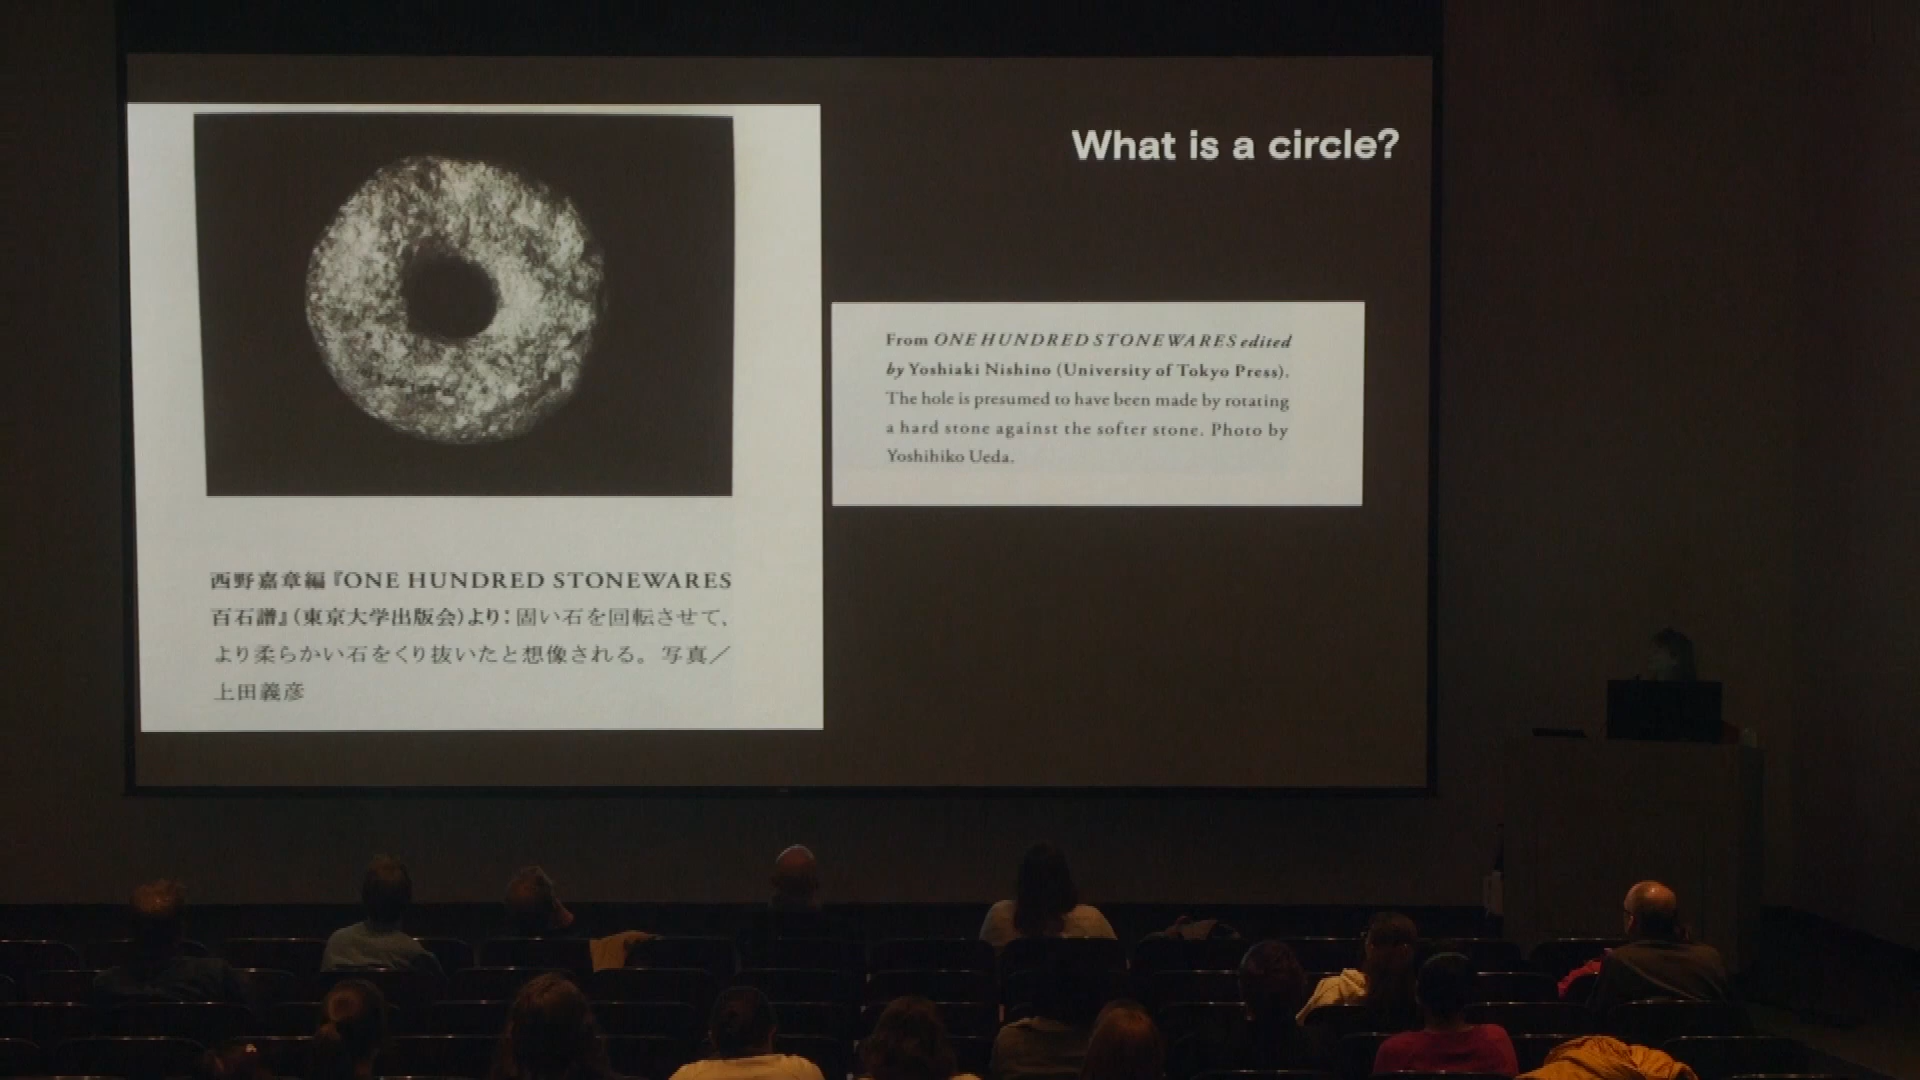 What is a circle?
From ONE HUNDRED STONEWARES edited
by Yoshiaki Nishino (University of Tokyo Press).
The hole is presumed to have been made by rotating
a hard stone against the softer stone. Photo by
Yoshihiko Ueda.
西野嘉章編『ONE HUNDRED STONEWARES
百石譜』(東京大学出版会)より:固い石を回転させて、
より柔らかい石をくり抜いたと想像される。写真／
上田義彦